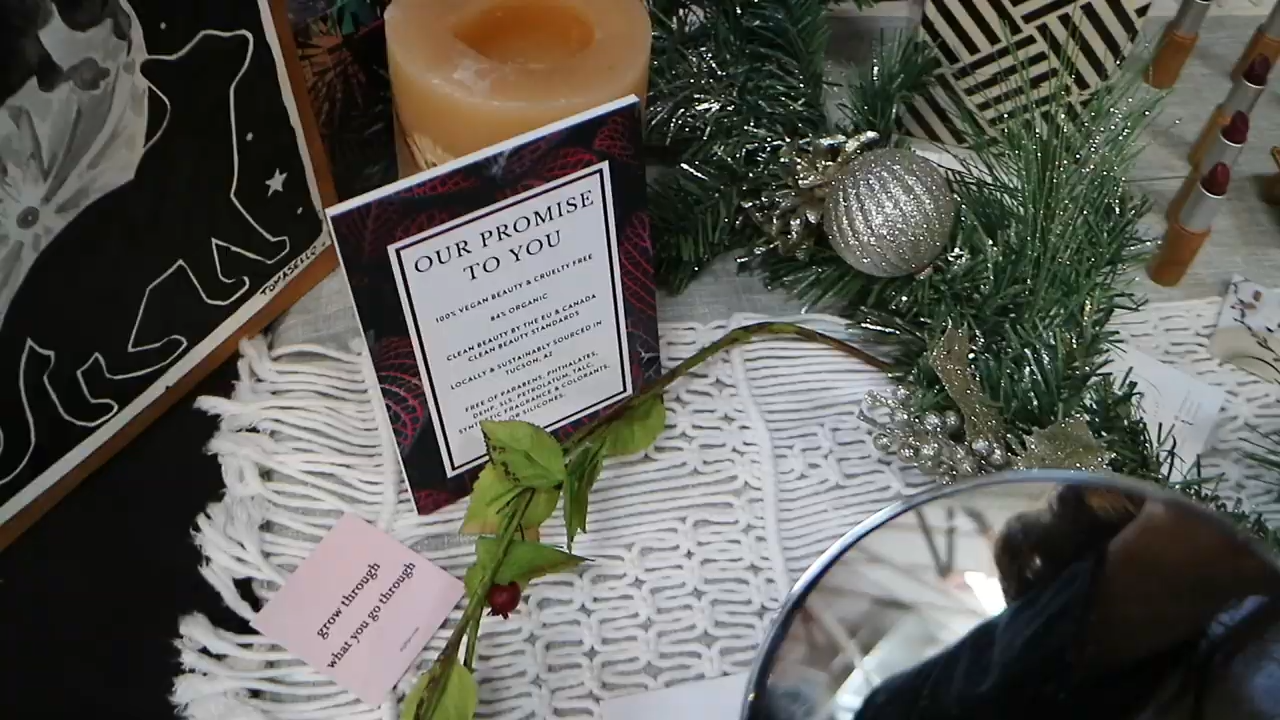 TOMASELLO
OUR PROMISE
TO YOU
100% VEGAN BEAUTY & CRUELTY FREE
84% ORGANIC
CLEAN BEAUTY BY THE EU & CANADA
CLEAN BEAUTY STANDARDS
LOCALLY & SUSTAINABLY SOURCED IN
TUCSON, AZ
FREE OF PARABENS, PHTHALATES,
DEHP, SLS, PETROLATUM, TALC,
SYNTHETIC FRAGRANCE & COLORANTS,
OR SILICONES.
grow through
what you go through